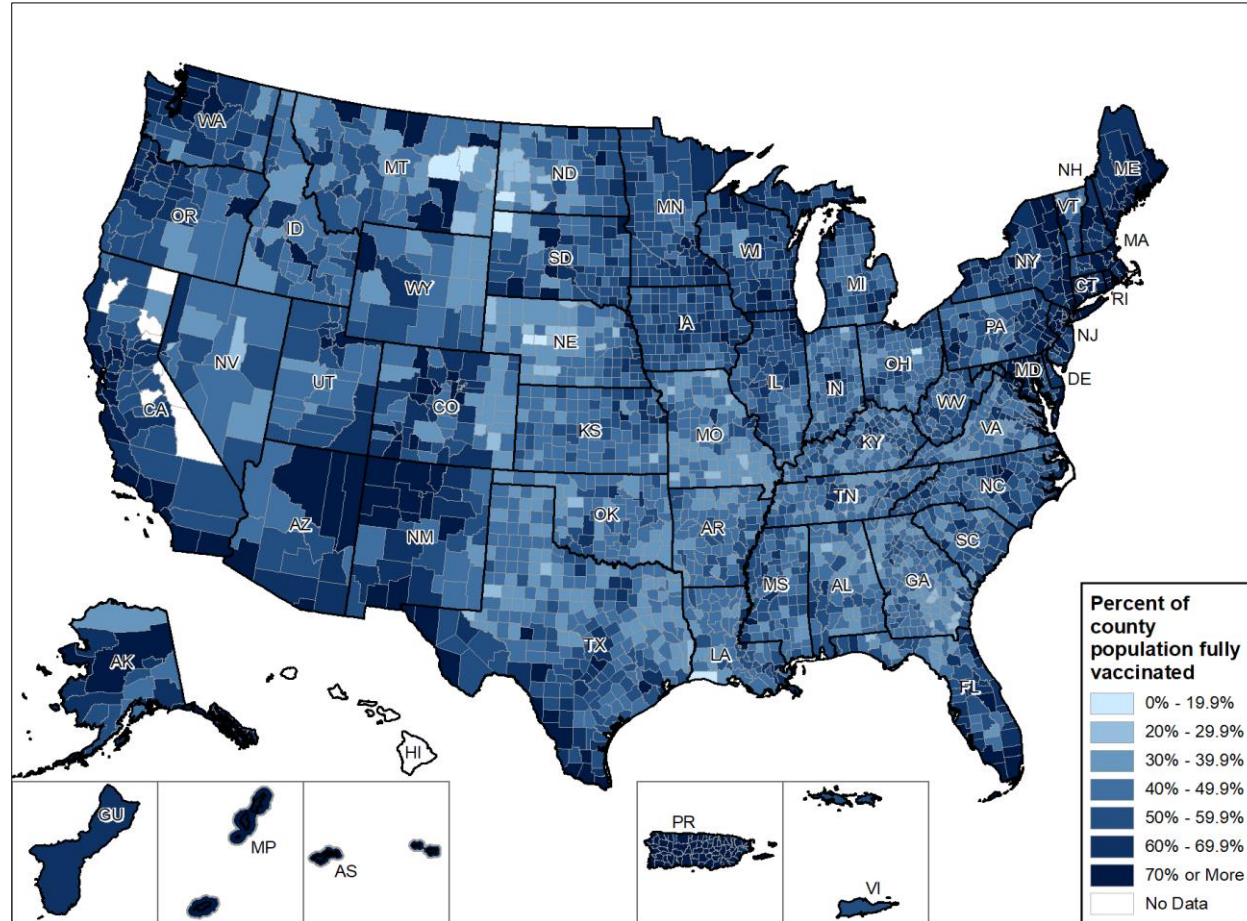 WA
MT
ND
MN
OR
ID
SD
WI
WY
MI
NH
ME
VT
MA
NY
CT
RI
NV
NE
IA
PA
NJ
UT
CO
IL
IN
OH
MD
DE
CA
KS
MO
WV
VA
KY
AZ
NM
OK
AR
TN
NC
SC
MS
AL
GA
TX
LA
FL
AK
HI
GU
MP
AS
PR
VI
Percent of
county
population fully
vaccinated
0% - 19.9%
20% - 29.9%
30% - 39.9%
40% - 49.9%
50% - 59.9%
60% - 69.9%
70% or More
No Data